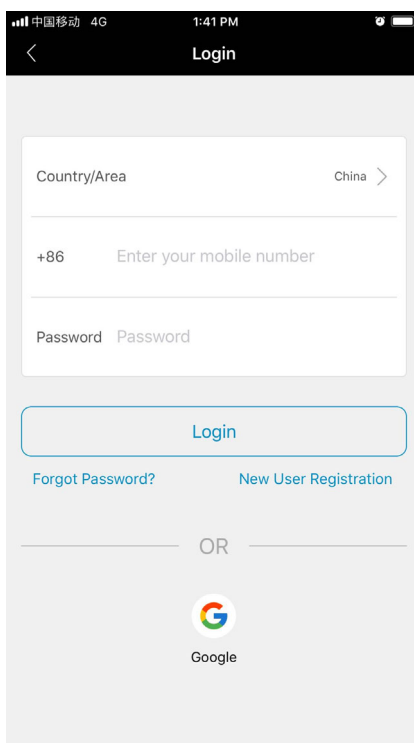 中国移动 4G 1:41 PM
Login
Country/Area China
+86 Enter your mobile number
Password Password
Login
Forgot Password? New User Registration
OR
Google